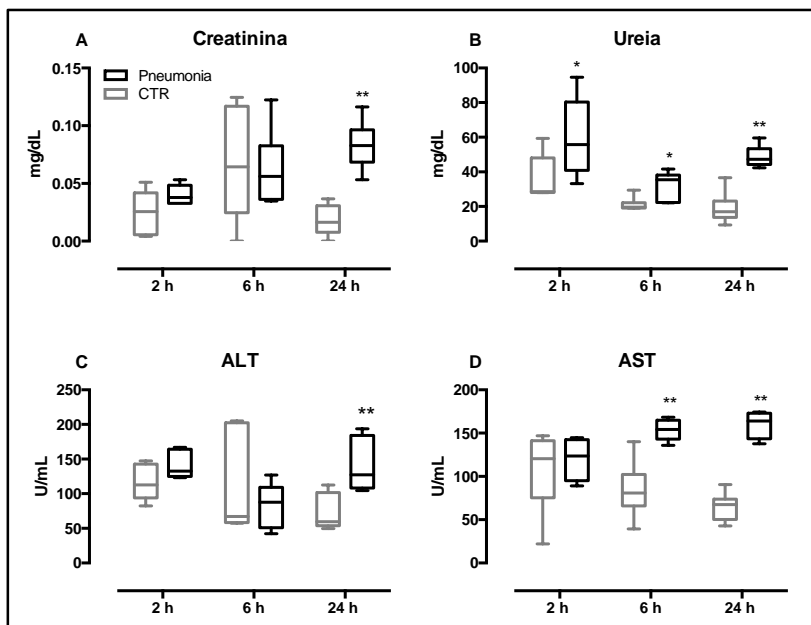 A Creatinina
Pneumonia
CTR
**
mg/dL
0.15
0.10
0.05
0.00
2 h 6 h 24 h
B Ureia
*
*
**
mg/dL
100
80
60
40
20
0
2 h 6 h 24 h
C ALT
**
U/mL
250
200
150
100
50
0
2 h 6 h 24 h
D AST
** **
U/mL
200
150
100
50
0
2 h 6 h 24 h